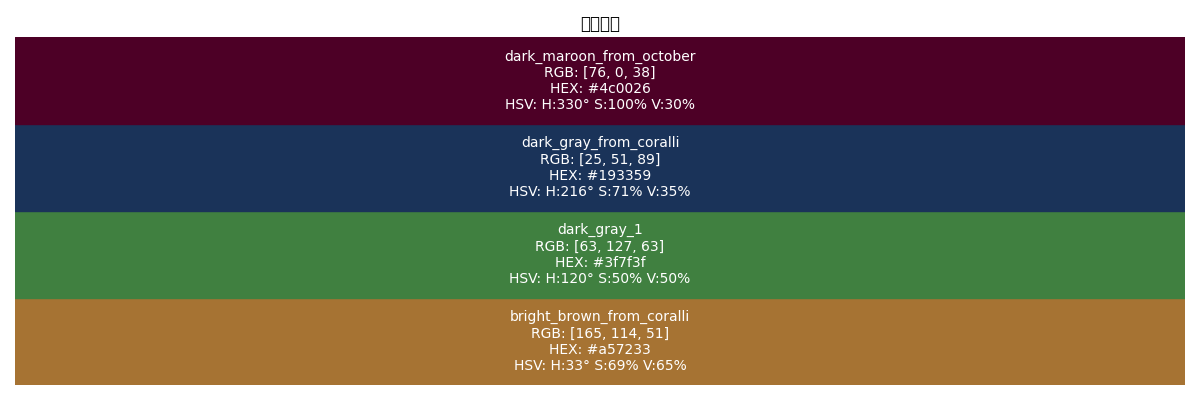 dark_maroon_from_october
RGB: [76, 0, 38]
HEX: #4c0026
HSV: H:330° S:100% V:30%
dark_gray_from_coralli
RGB: [25, 51, 89]
HEX: #193359
HSV: H:216° S:71% V:35%
dark_gray_1
RGB: [63, 127, 63]
HEX: #3f7f3f
HSV: H:120° S:50% V:50%
bright_brown_from_coralli
RGB: [165, 114, 51]
HEX: #a57233
HSV: H:33° S:69% V:65%